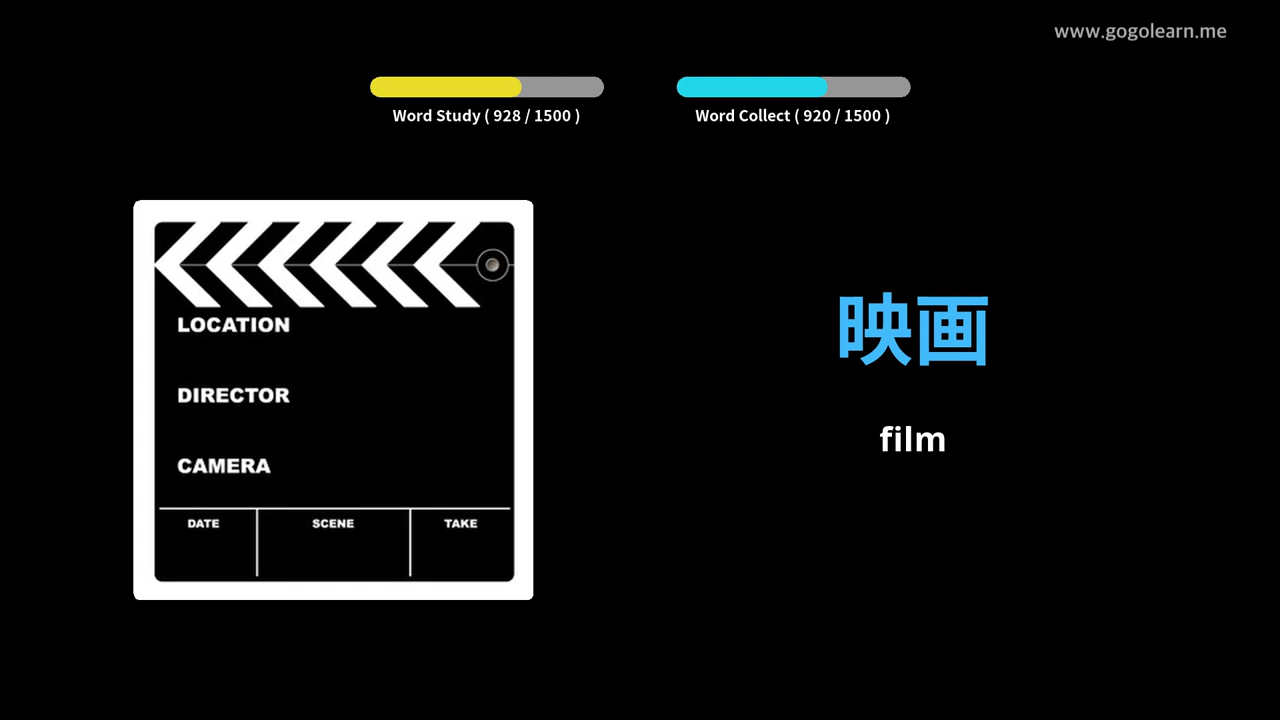 www.gogolearn.me
Word Study ( 928 / 1500 )
Word Collect ( 920 / 1500 )
LOCATION
DIRECTOR
CAMERA
DATE SCENE TAKE
映画
film